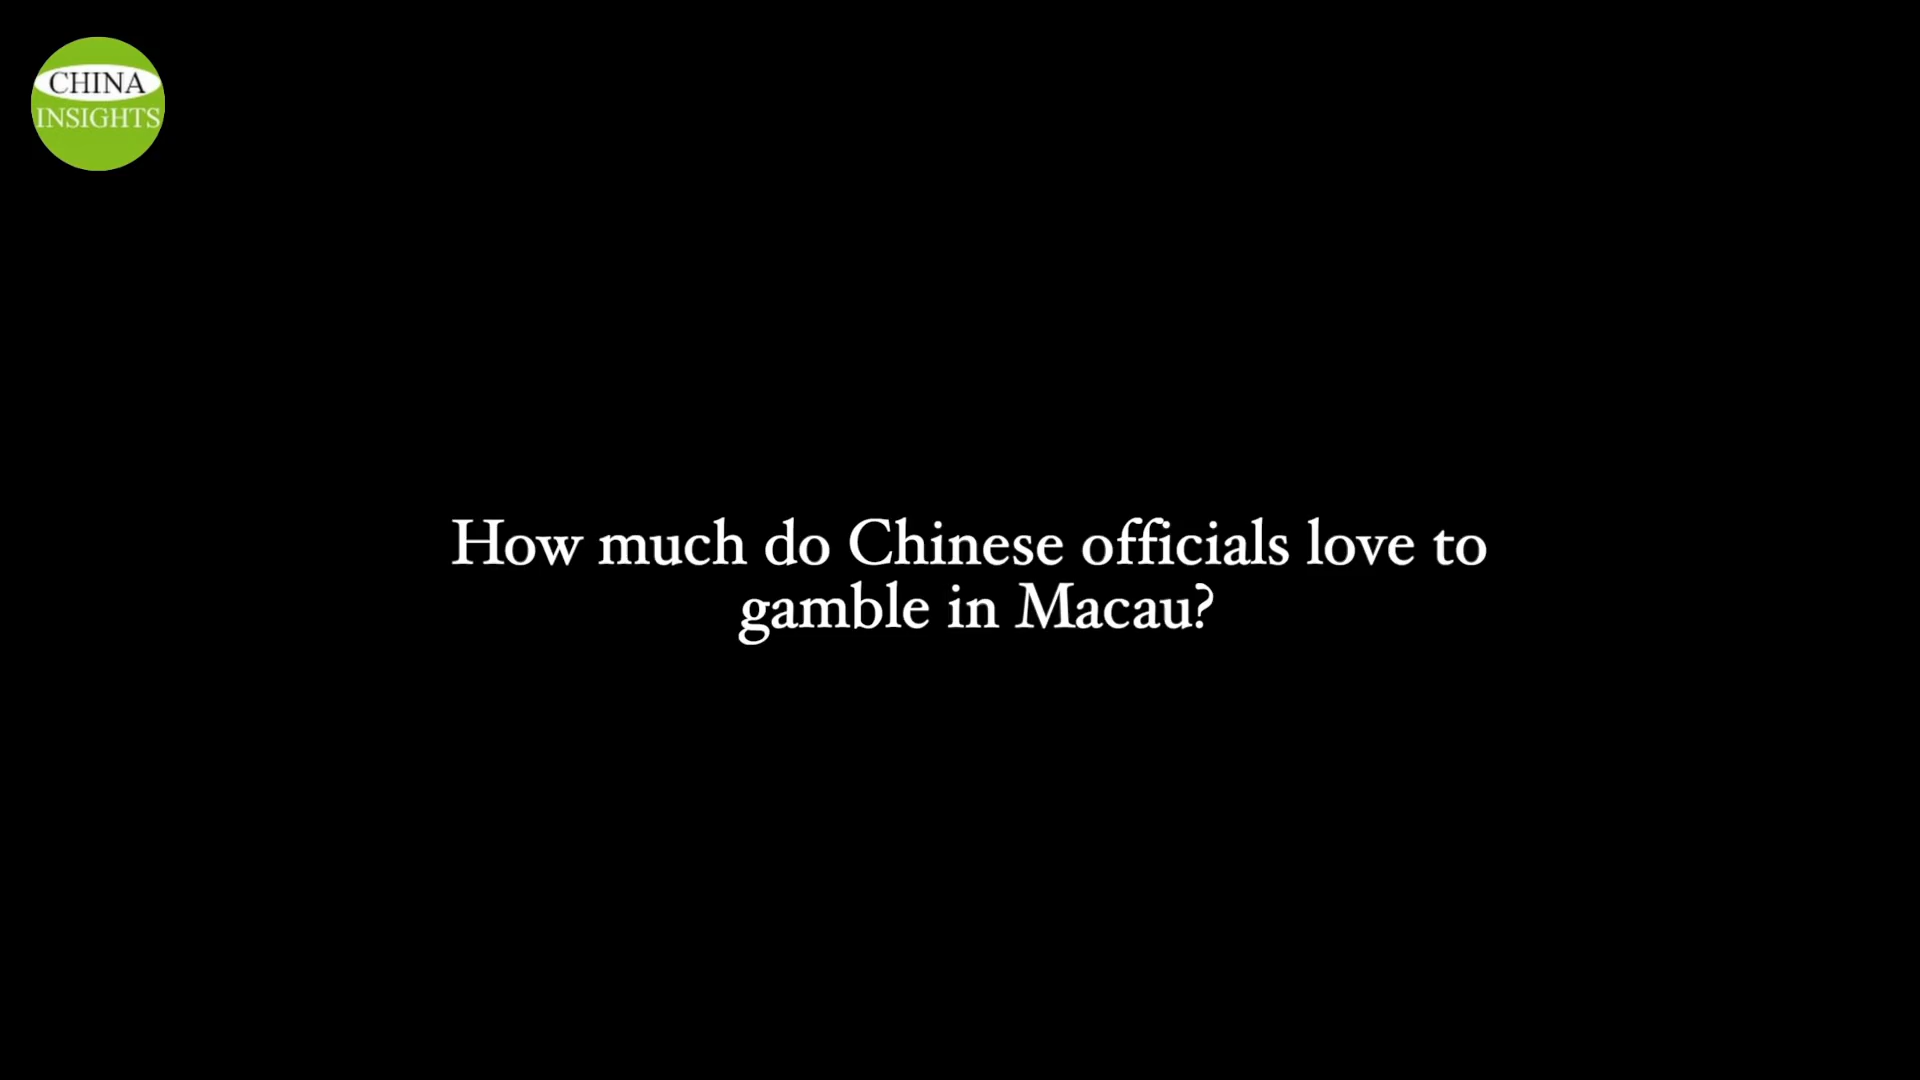 CHINA
INSIGHTS
How much do Chinese officials love to
gamble in Macau?